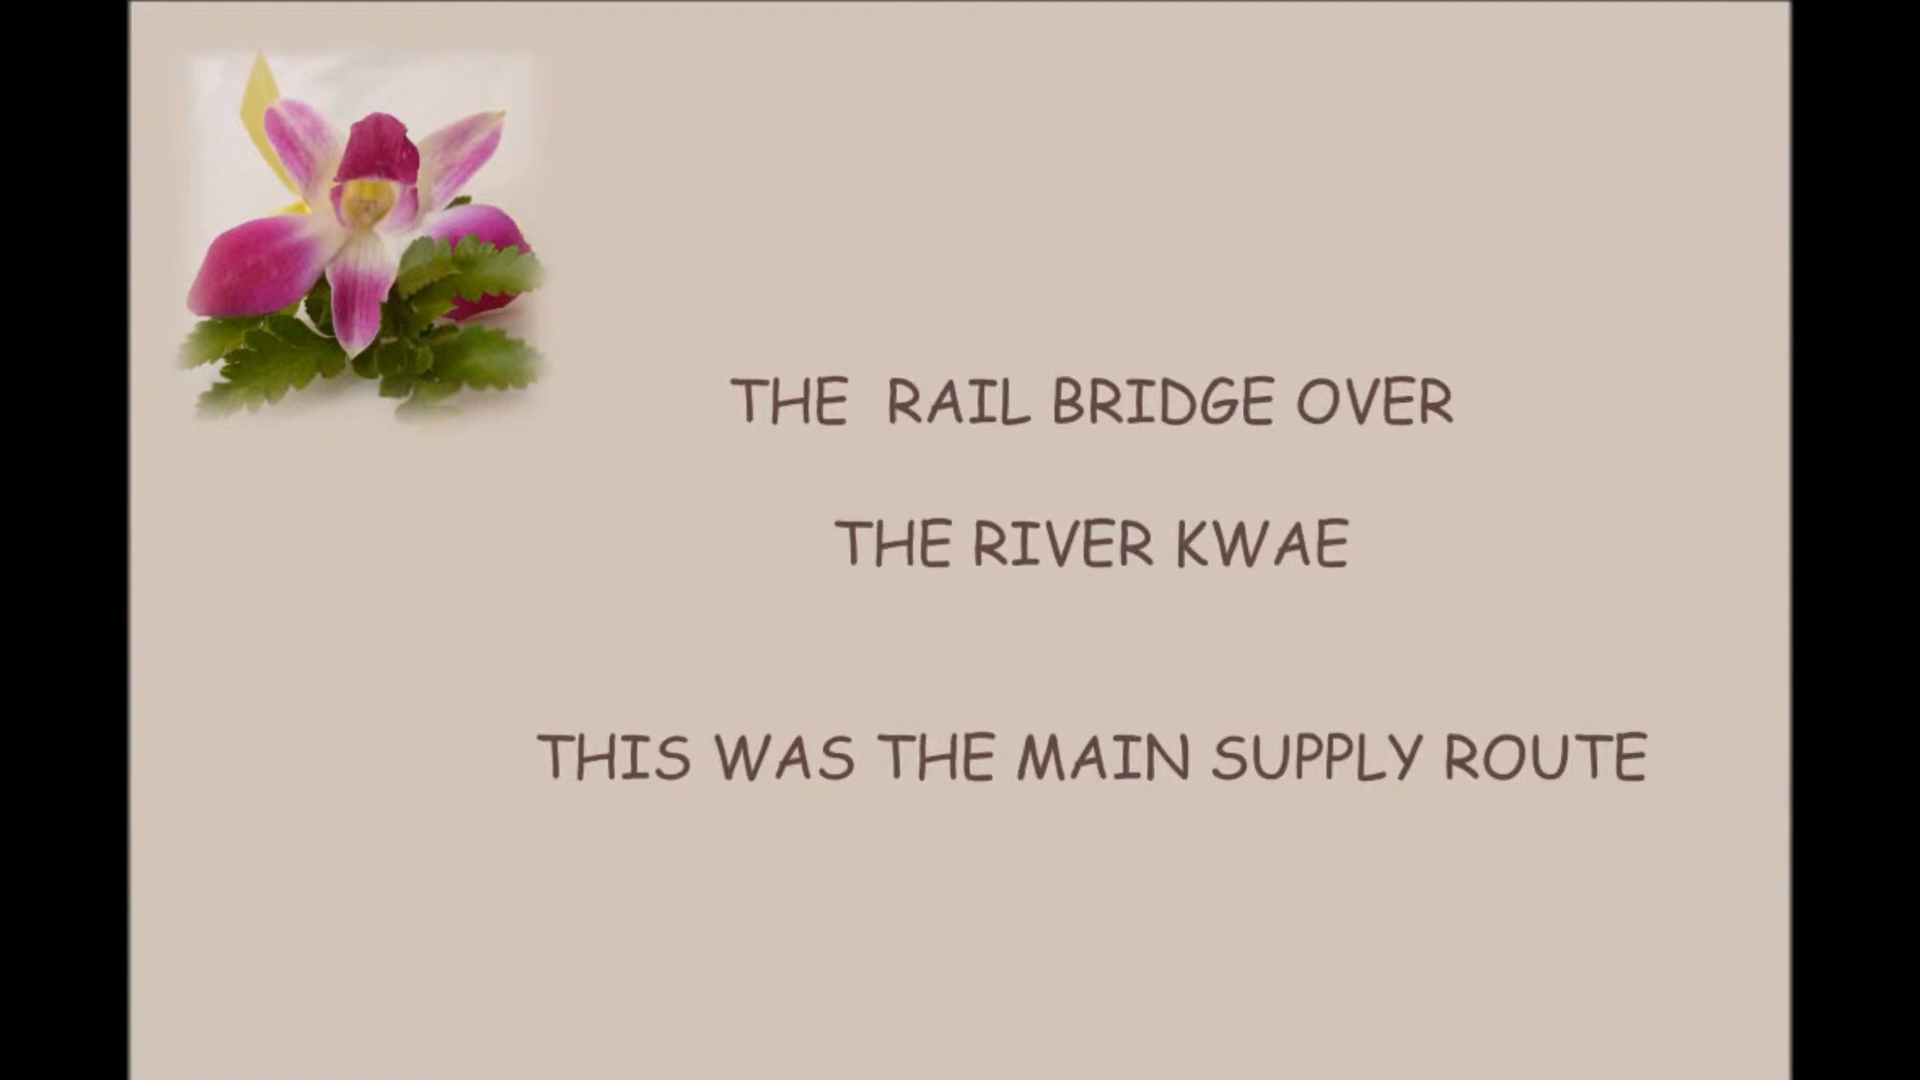 THE RAIL BRIDGE OVER
THE RIVER KWAE
THIS WAS THE MAIN SUPPLY ROUTE